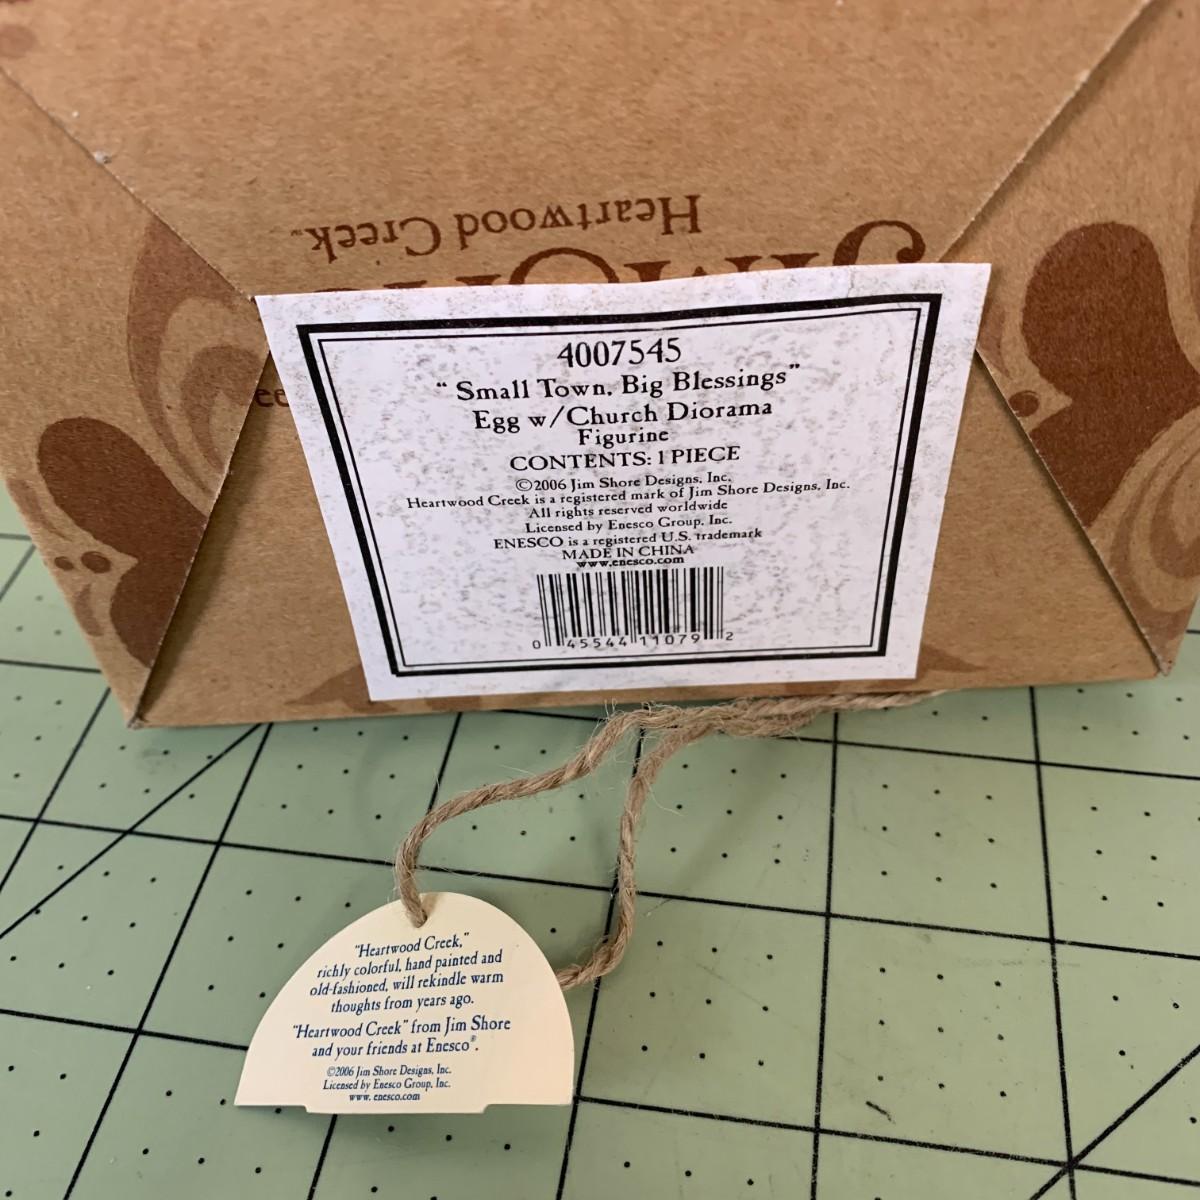 Heartwood Creek™
JIM SHORE
4007545
“ Small Town, Big Blessings”
Egg w/Church Diorama
Figurine
CONTENTS: 1 PIECE
©2006 Jim Shore Designs, Inc.
Heartwood Creek is a registered mark of Jim Shore Designs, Inc.
All rights reserved worldwide
Licensed by Enesco Group, Inc.
ENESCO is a registered U.S. Trademark
MADE IN CHINA
www.enesco.com
0 45544 11079 2
“Heartwood Creek,”
richly colorful, hand painted and
old-fashioned, will rekindle warm
thoughts from years ago.
“Heartwood Creek” from Jim Shore
and your friends at Enesco®.
©2006 Jim Shore Designs, Inc.
Licensed by Enesco Group, Inc.
www. enesco.com